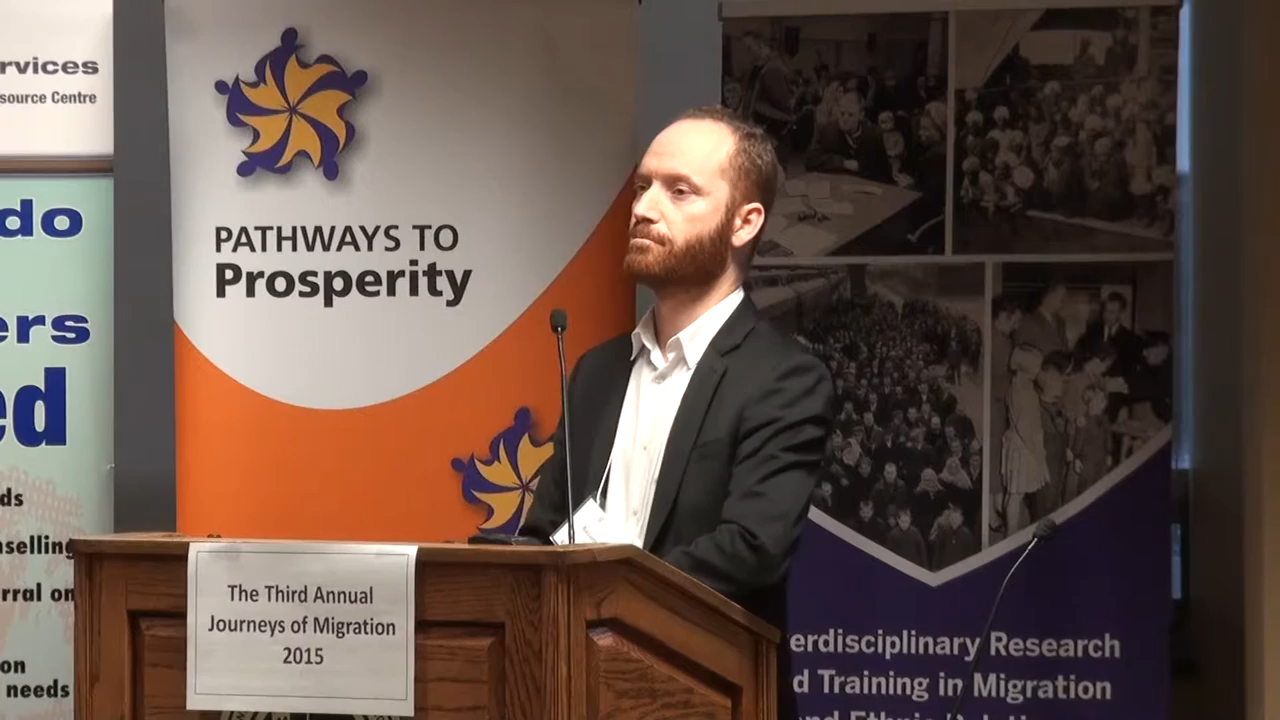 rvices
source Centre
do
ers
ed
ds
nselling
rral on
on
needs
PATHWAYS TO
Prosperity
The Third Annual
Journeys of Migration
2015
erdisciplinary Research
d Training in Migration